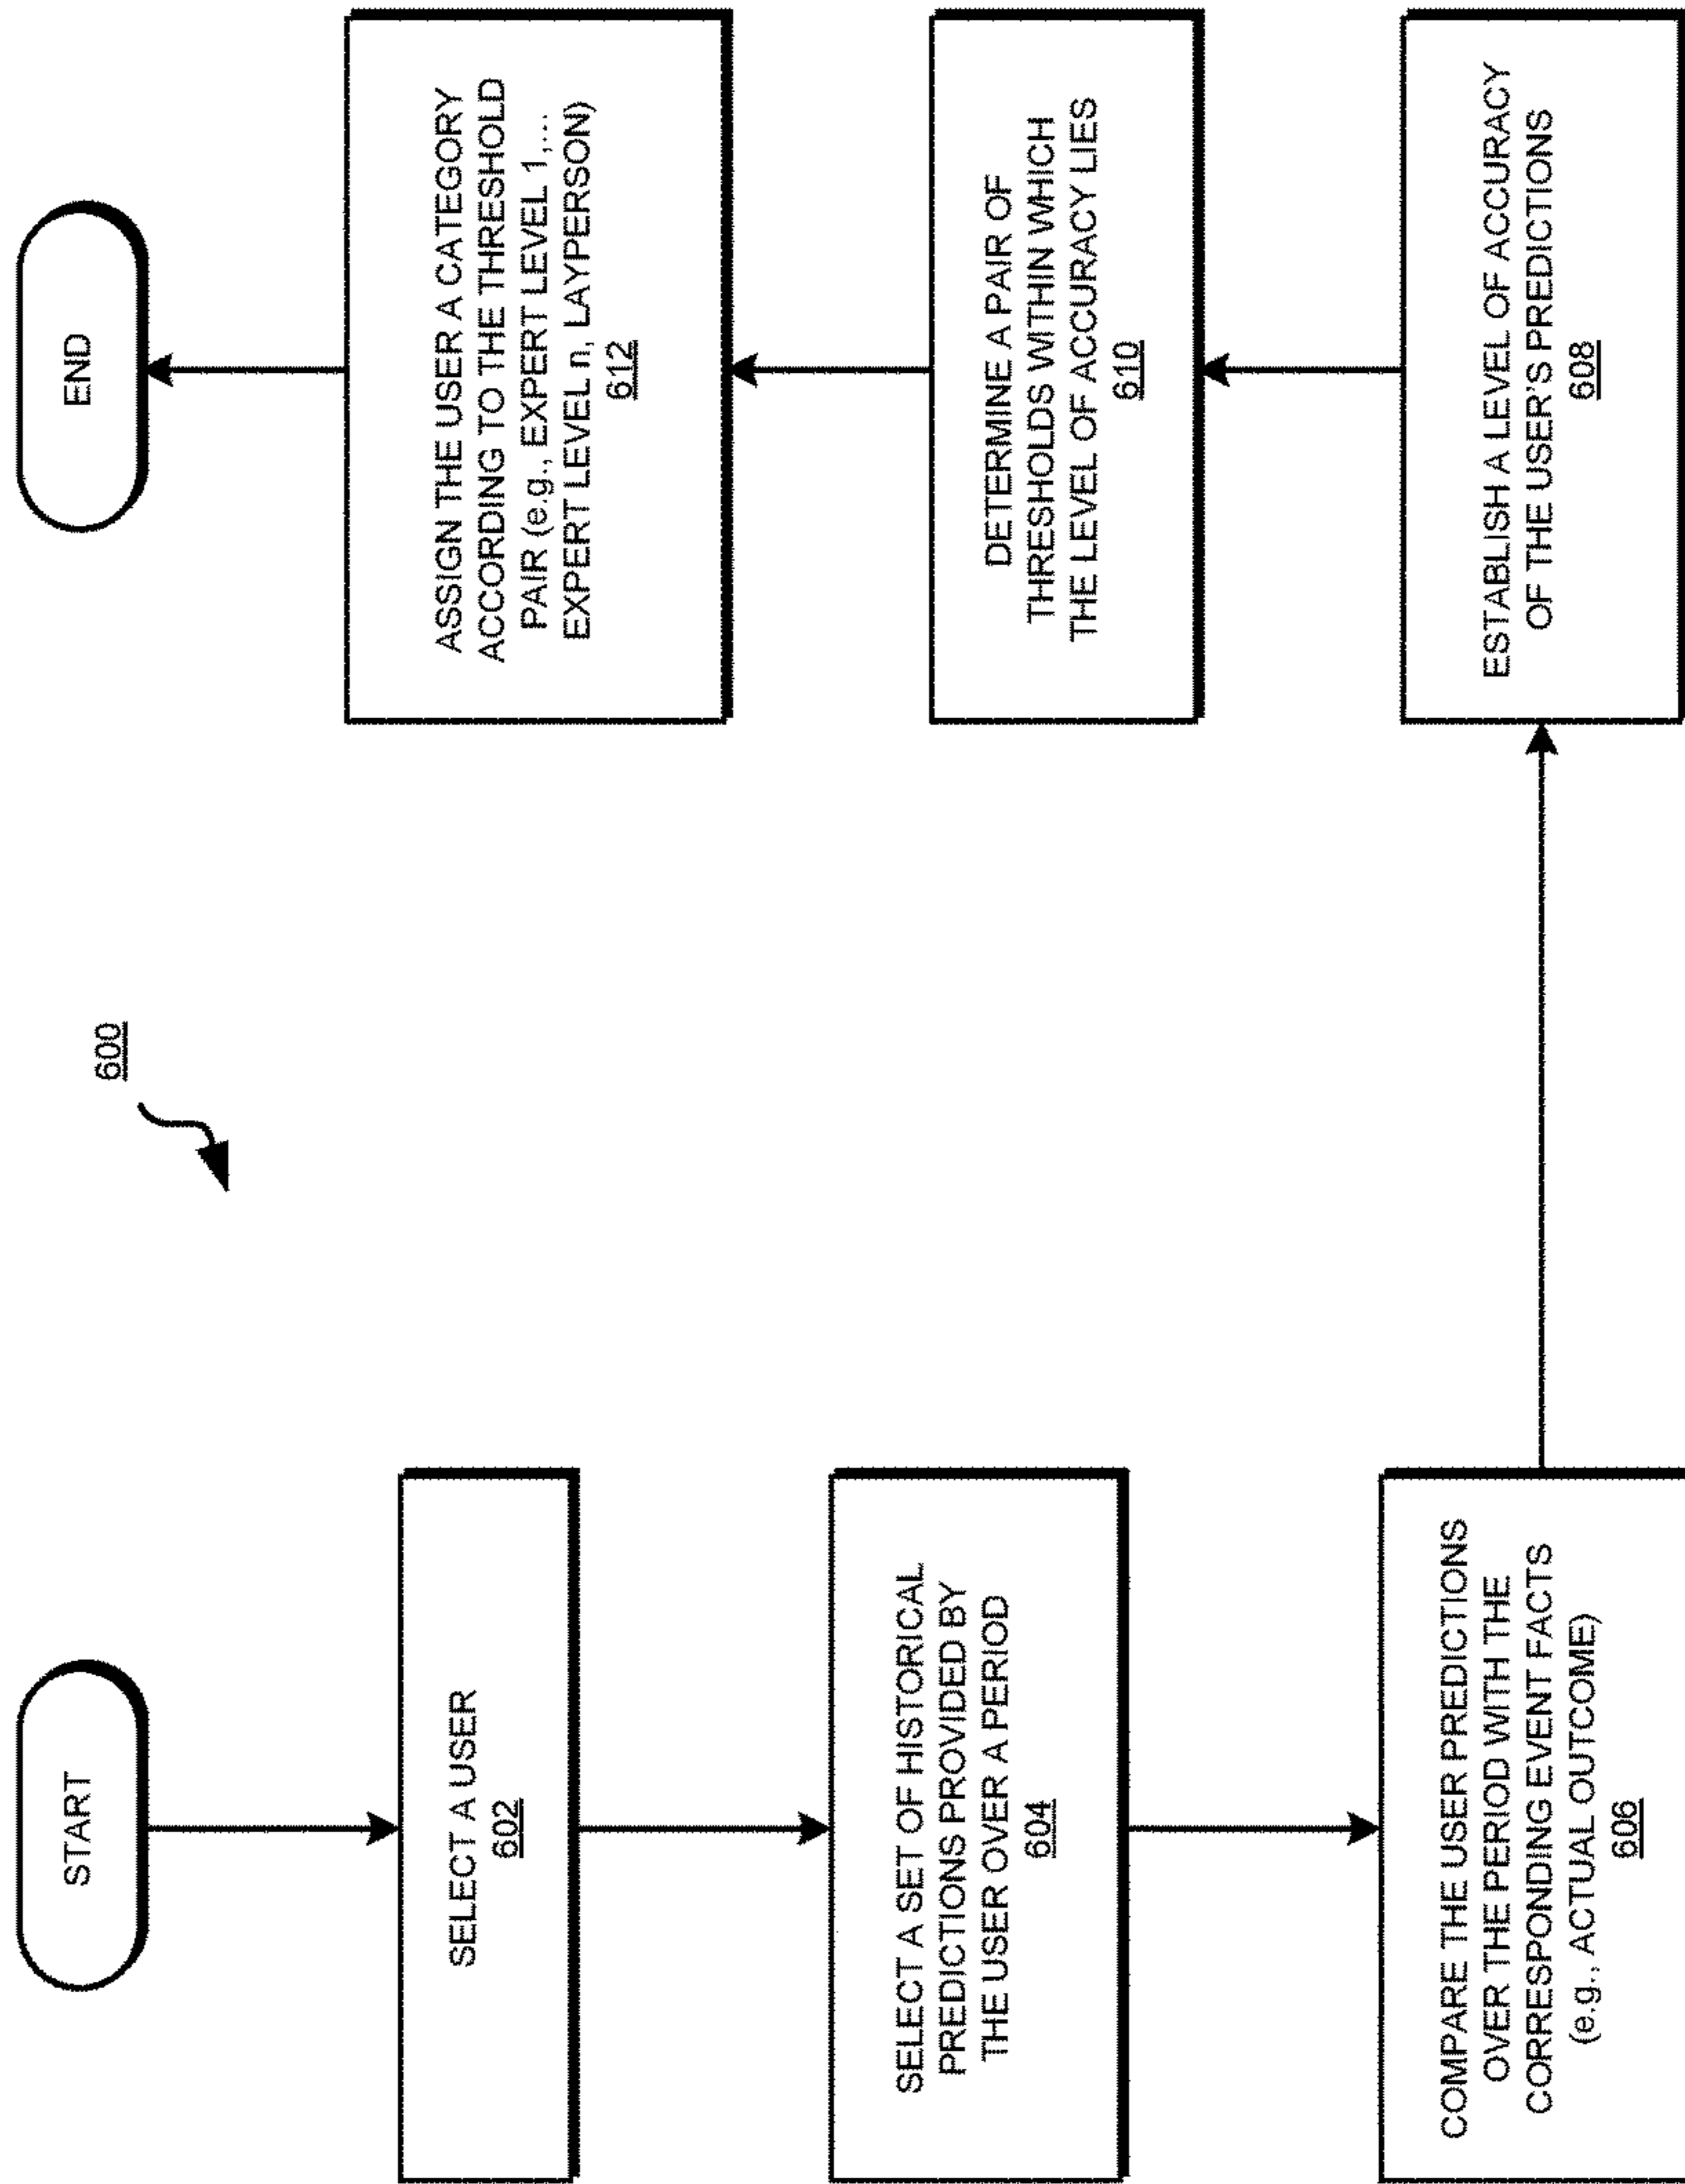 600
START
SELECT A USER
602
SELECT A SET OF HISTORICAL
PREDICTIONS PROVIDED BY
THE USER OVER A PERIOD
604
COMPARE THE USER PREDICTIONS
OVER THE PERIOD WITH THE
CORRESPONDING EVENT FACTS
(e.g., ACTUAL OUTCOME)
606
ESTABLISH A LEVEL OF ACCURACY
OF THE USER'S PREDICTIONS
608
DETERMINE A PAIR OF
THRESHOLDS WITHIN WHICH
THE LEVEL OF ACCURACY LIES
610
ASSIGN THE USER A CATEGORY
ACCORDING TO THE THRESHOLD
PAIR (e.g., EXPERT LEVEL 1,...
EXPERT LEVEL n, LAYPERSON)
612
END